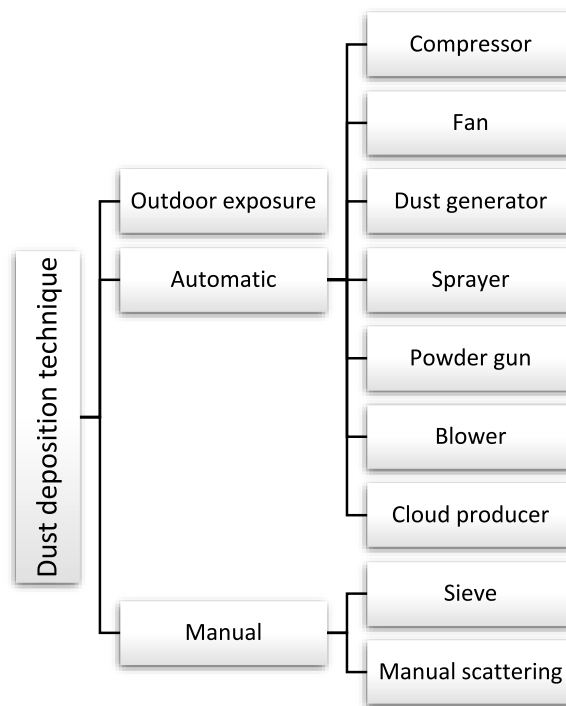 Dust deposition technique
Outdoor exposure
Automatic
Compressor
Fan
Dust generator
Sprayer
Powder gun
Blower
Cloud producer
Manual
Sieve
Manual scattering